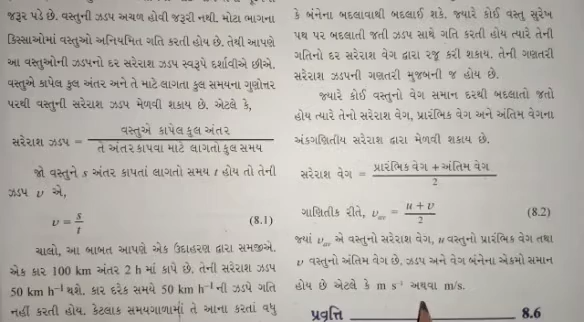 જરૂર પડે છે. વસ્તુની ઝડપ અચળ હોવી જરૂરી નથી. મોટા ભાગના
કિસ્સાઓમાં વસ્તુઓ અનિયમિત ગતિ કરતી હોય છે. તેથી આપણે
આ વસ્તુઓની ઝડપનો દર સરેરાશ ઝડપ સ્વરૂપે દર્શાવીએ છીએ.
વસ્તુએ કાપેલ કુલ અંતર અને તે માટે લાગતા કુલ સમયના ગુણોત્તર
પરથી વસ્તુની સરેરાશ ઝડપ મેળવી શકાય છે. એટલે કે,
સરેરાશ ઝડપ = વસ્તુએ કાપેલ કુલ અંતર / તે અંતર કાપવા માટે લાગતો કુલ સમય
જો વસ્તુને s અંતર કાપતાં લાગતો સમય t હોય તો તેની
ઝડપ υ એ,
υ = s/t (8.1)
ચાલો, આ બાબત આપણે એક ઉદાહરણ દ્વારા સમજીએ.
એક કાર 100 km અંતર 2 h માં કાપે છે. તેની સરેરાશ ઝડપ
50 km h⁻¹ થશે. કાર દરેક સમયે 50 km h⁻¹ ની ઝડપે ગતિ
નહીં કરતી હોય. કેટલાક સમયગાળામાં તે આના કરતાં વધુ
કે બંનેના બદલાવાથી બદલાઈ શકે. જ્યારે કોઈ વસ્તુ સુરેખ
પથ પર બદલાતી જતી ઝડપ સાથે ગતિ કરતી હોય ત્યારે તેની
ગતિનો દર સરેરાશ વેગ દ્વારા રજૂ કરી શકાય. તેની ગણતરી
સરેરાશ ઝડપની ગણતરી મુજબની જ હોય છે.
જ્યારે કોઈ વસ્તુનો વેગ સમાન દરથી બદલાતો જતો
હોય ત્યારે તેનો સરેરાશ વેગ, પ્રારંભિક વેગ અને અંતિમ વેગના
અંકગણિતીય સરેરાશ દ્વારા મેળવી શકાય છે.
સરેરાશ વેગ = પ્રારંભિક વેગ + અંતિમ વેગ / 2
ગાણિતીક રીતે, υav = u + υ / 2 (8.2)
જ્યાં υav એ વસ્તુનો સરેરાશ વેગ, u વસ્તુનો પ્રારંભિક વેગ તથા
υ વસ્તુનો અંતિમ વેગ છે. ઝડપ અને વેગ બંનેના એકમો સમાન
હોય છે એટલે કે m s⁻¹ અથવા m/s.
પ્રવૃત્તિ 8.6